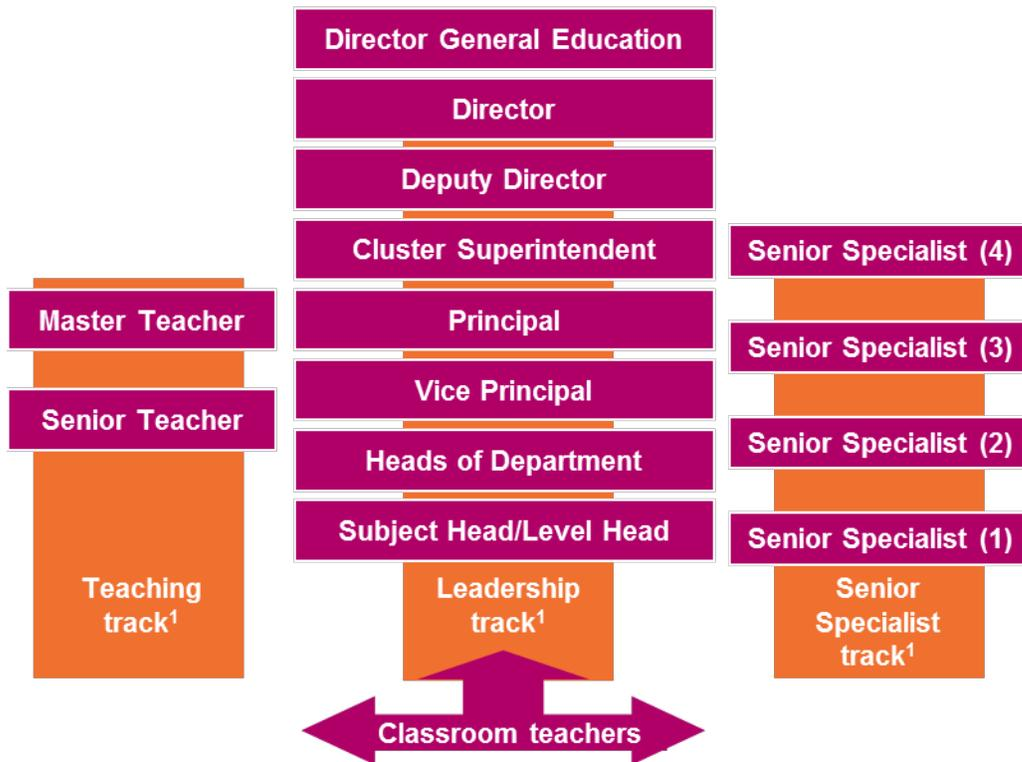 Director General Education
Director
Deputy Director
Cluster Superintendent
Principal
Vice Principal
Heads of Department
Subject Head/Level Head
Leadership
track¹
Master Teacher
Senior Teacher
Teaching
track¹
Senior Specialist (4)
Senior Specialist (3)
Senior Specialist (2)
Senior Specialist (1)
Senior
Specialist
track¹
Classroom teachers